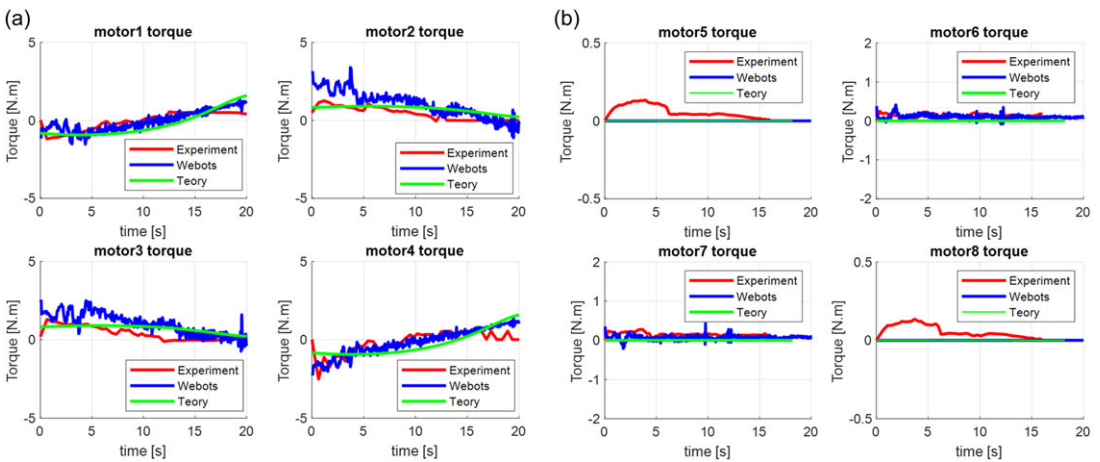 (a)
motor1 torque
Torque [N.m]
5
0
-5
Experiment
Webots
Teory
0 5 10 15 20
time [s]
motor2 torque
Torque [N.m]
5
0
-5
Experiment
Webots
Teory
0 5 10 15 20
time [s]
motor3 torque
Torque [N.m]
5
0
-5
Experiment
Webots
Teory
0 5 10 15 20
time [s]
motor4 torque
Torque [N.m]
5
0
-5
Experiment
Webots
Teory
0 5 10 15 20
time [s]
(b)
motor5 torque
Torque [N.m]
0.5
0
-0.5
Experiment
Webots
Teory
0 5 10 15 20
time [s]
motor6 torque
Torque [N.m]
2
1
0
-1
-2
Experiment
Webots
Teory
0 5 10 15 20
time [s]
motor7 torque
Torque [N.m]
2
1
0
-1
-2
Experiment
Webots
Teory
0 5 10 15 20
time [s]
motor8 torque
Torque [N.m]
0.5
0
-0.5
Experiment
Webots
Teory
0 5 10 15 20
time [s]